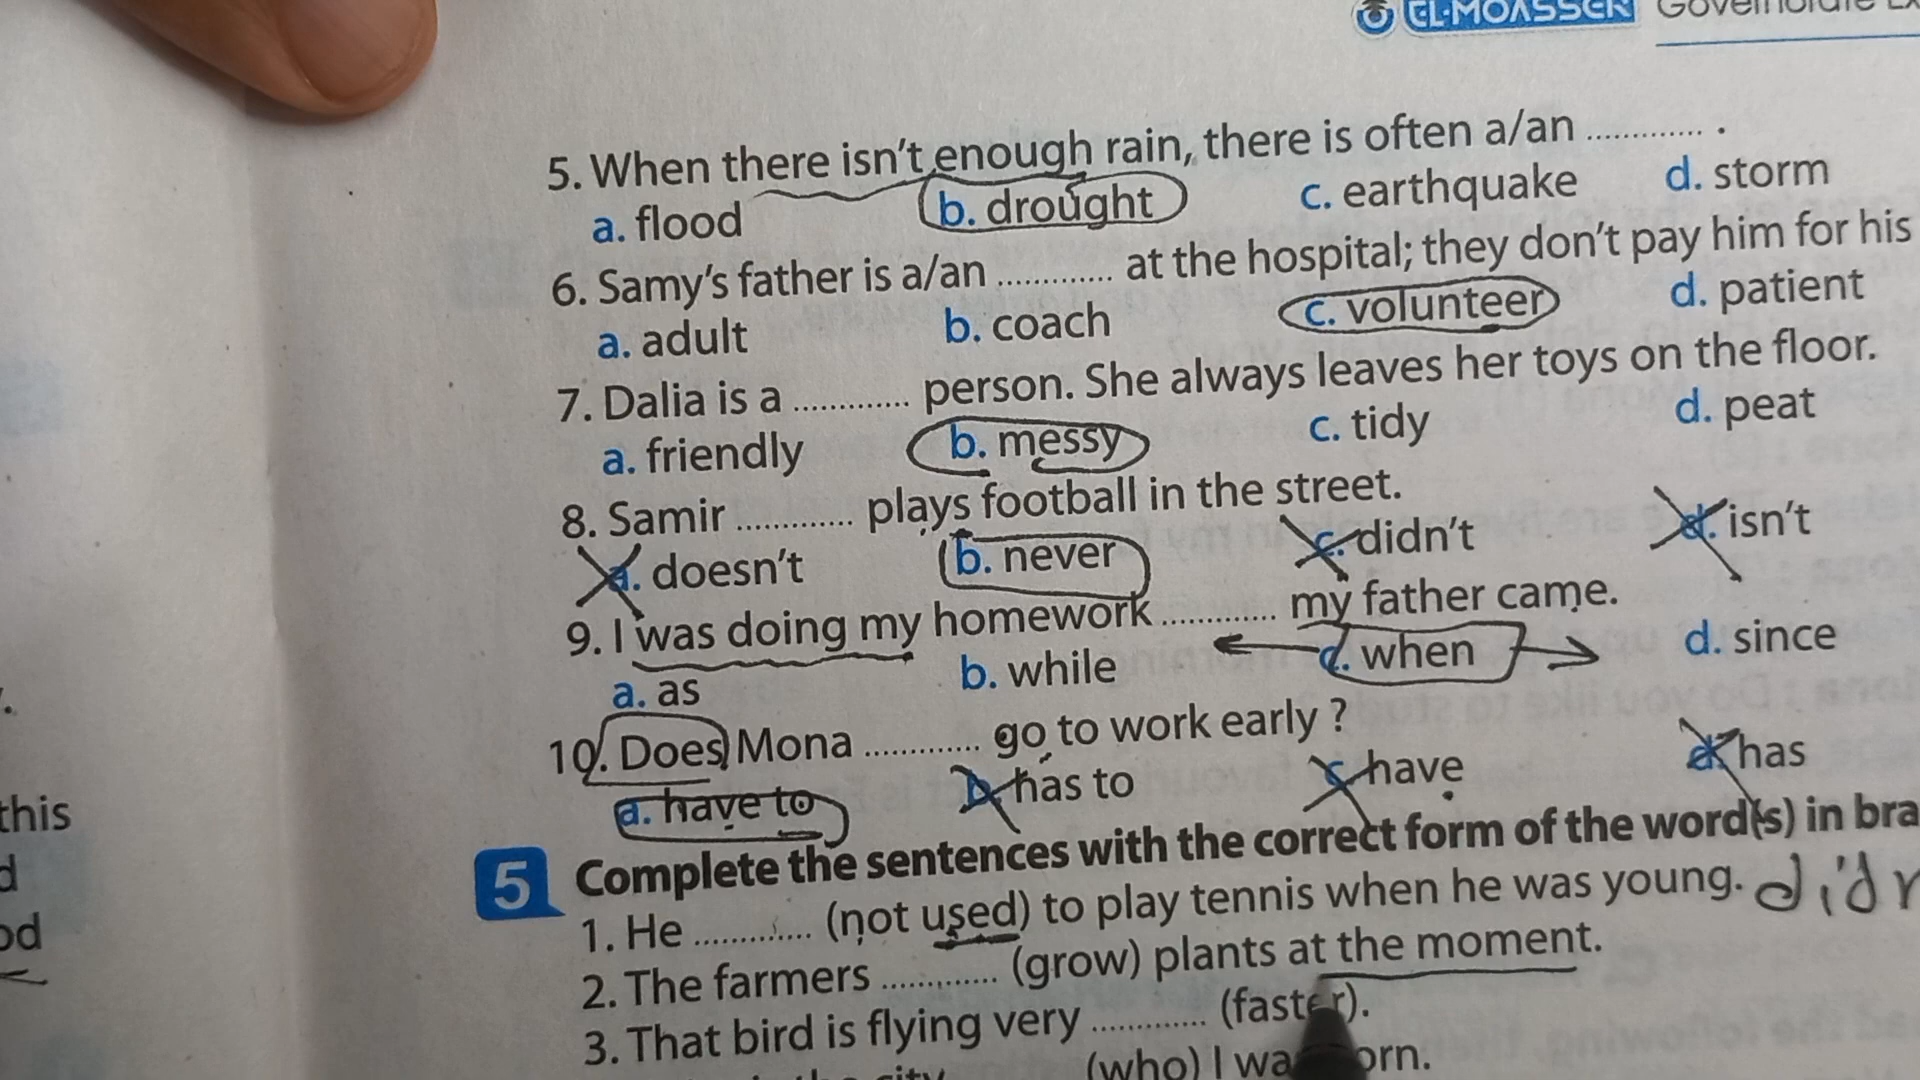 EL-MOASSER
5. When there isn't enough rain, there is often a/an ............. .
a. flood b. drought c. earthquake d. storm
6. Samy's father is a/an ............. at the hospital; they don't pay him for his
a. adult b. coach c. volunteer d. patient
7. Dalia is a ............. person. She always leaves her toys on the floor.
a. friendly b. messy c. tidy d. peat
8. Samir ............. plays football in the street.
a. doesn't b. never c. didn't d. isn't
9. I was doing my homework ............. my father came.
a. as b. while c. when d. since
10. Does Mona ............. go to work early ?
a. have to b. has to c. have d. has
this
5 Complete the sentences with the correct form of the word(s) in
1. He ............. (not used) to play tennis when he was young.
2. The farmers ............. (grow) plants at the moment.
3. That bird is flying very ............. (faster).
(who) I